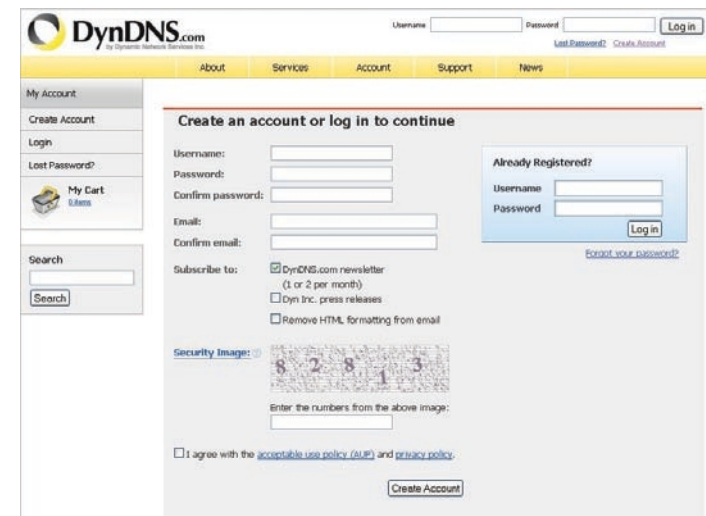 DynDNS.com
by Dynamic Network Services Inc
Username
Password
Log in
Lost Password? Create Account
About Services Account Support News
My Account
Create Account
Login
Lost Password?
My Cart
0 items
Search
Search
Create an account or log in to continue
Username:
Password:
Confirm password:
Email:
Confirm email:
Subscribe to:
DynDNS.com newsletter
(1 or 2 per month)
Dyn Inc. press releases
Remove HTML formatting from email
Security Image:
8 2 8 1 3
Enter the numbers from the above image:
I agree with the acceptable use policy (AUP) and privacy policy.
Create Account
Already Registered?
Username
Password
Log in
Forgot your password?